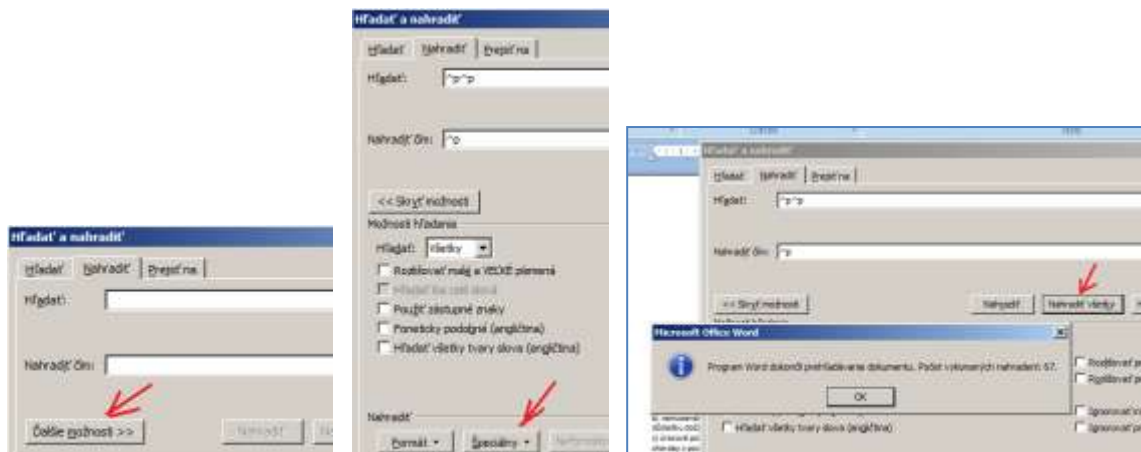 Hľadať a nahradiť
Hľadať Nahradiť Prejsť na
Hľadať:
Nahradiť čím:
Ďalšie možnosti >>
Nahradiť
Hľadať a nahradiť
Hľadať Nahradiť Prejsť na
Hľadať: ^p^p
Nahradiť čím: ^p
<< Skryť možnosti
Možnosti hľadania
Hľadať: Všetky
Rozlišovať malé a VEĽKÉ písmená
Hľadať iba celé slová
Použiť zástupné znaky
Foneticky podobné (angličtina)
Hľadať všetky tvary slova (angličtina)
Nahradiť
Formát Špeciálny
Hľadať a nahradiť
Hľadať Nahradiť Prejsť na
Hľadať: ^p^p
Nahradiť čím: ^p
<< Skryť možnosti Nahradiť Nahradiť všetky
Microsoft Office Word
Program Word dokončil prehľadávanie dokumentu. Počet vykonaných nahradení: 67.
OK
Hľadať všetky tvary slova (angličtina)